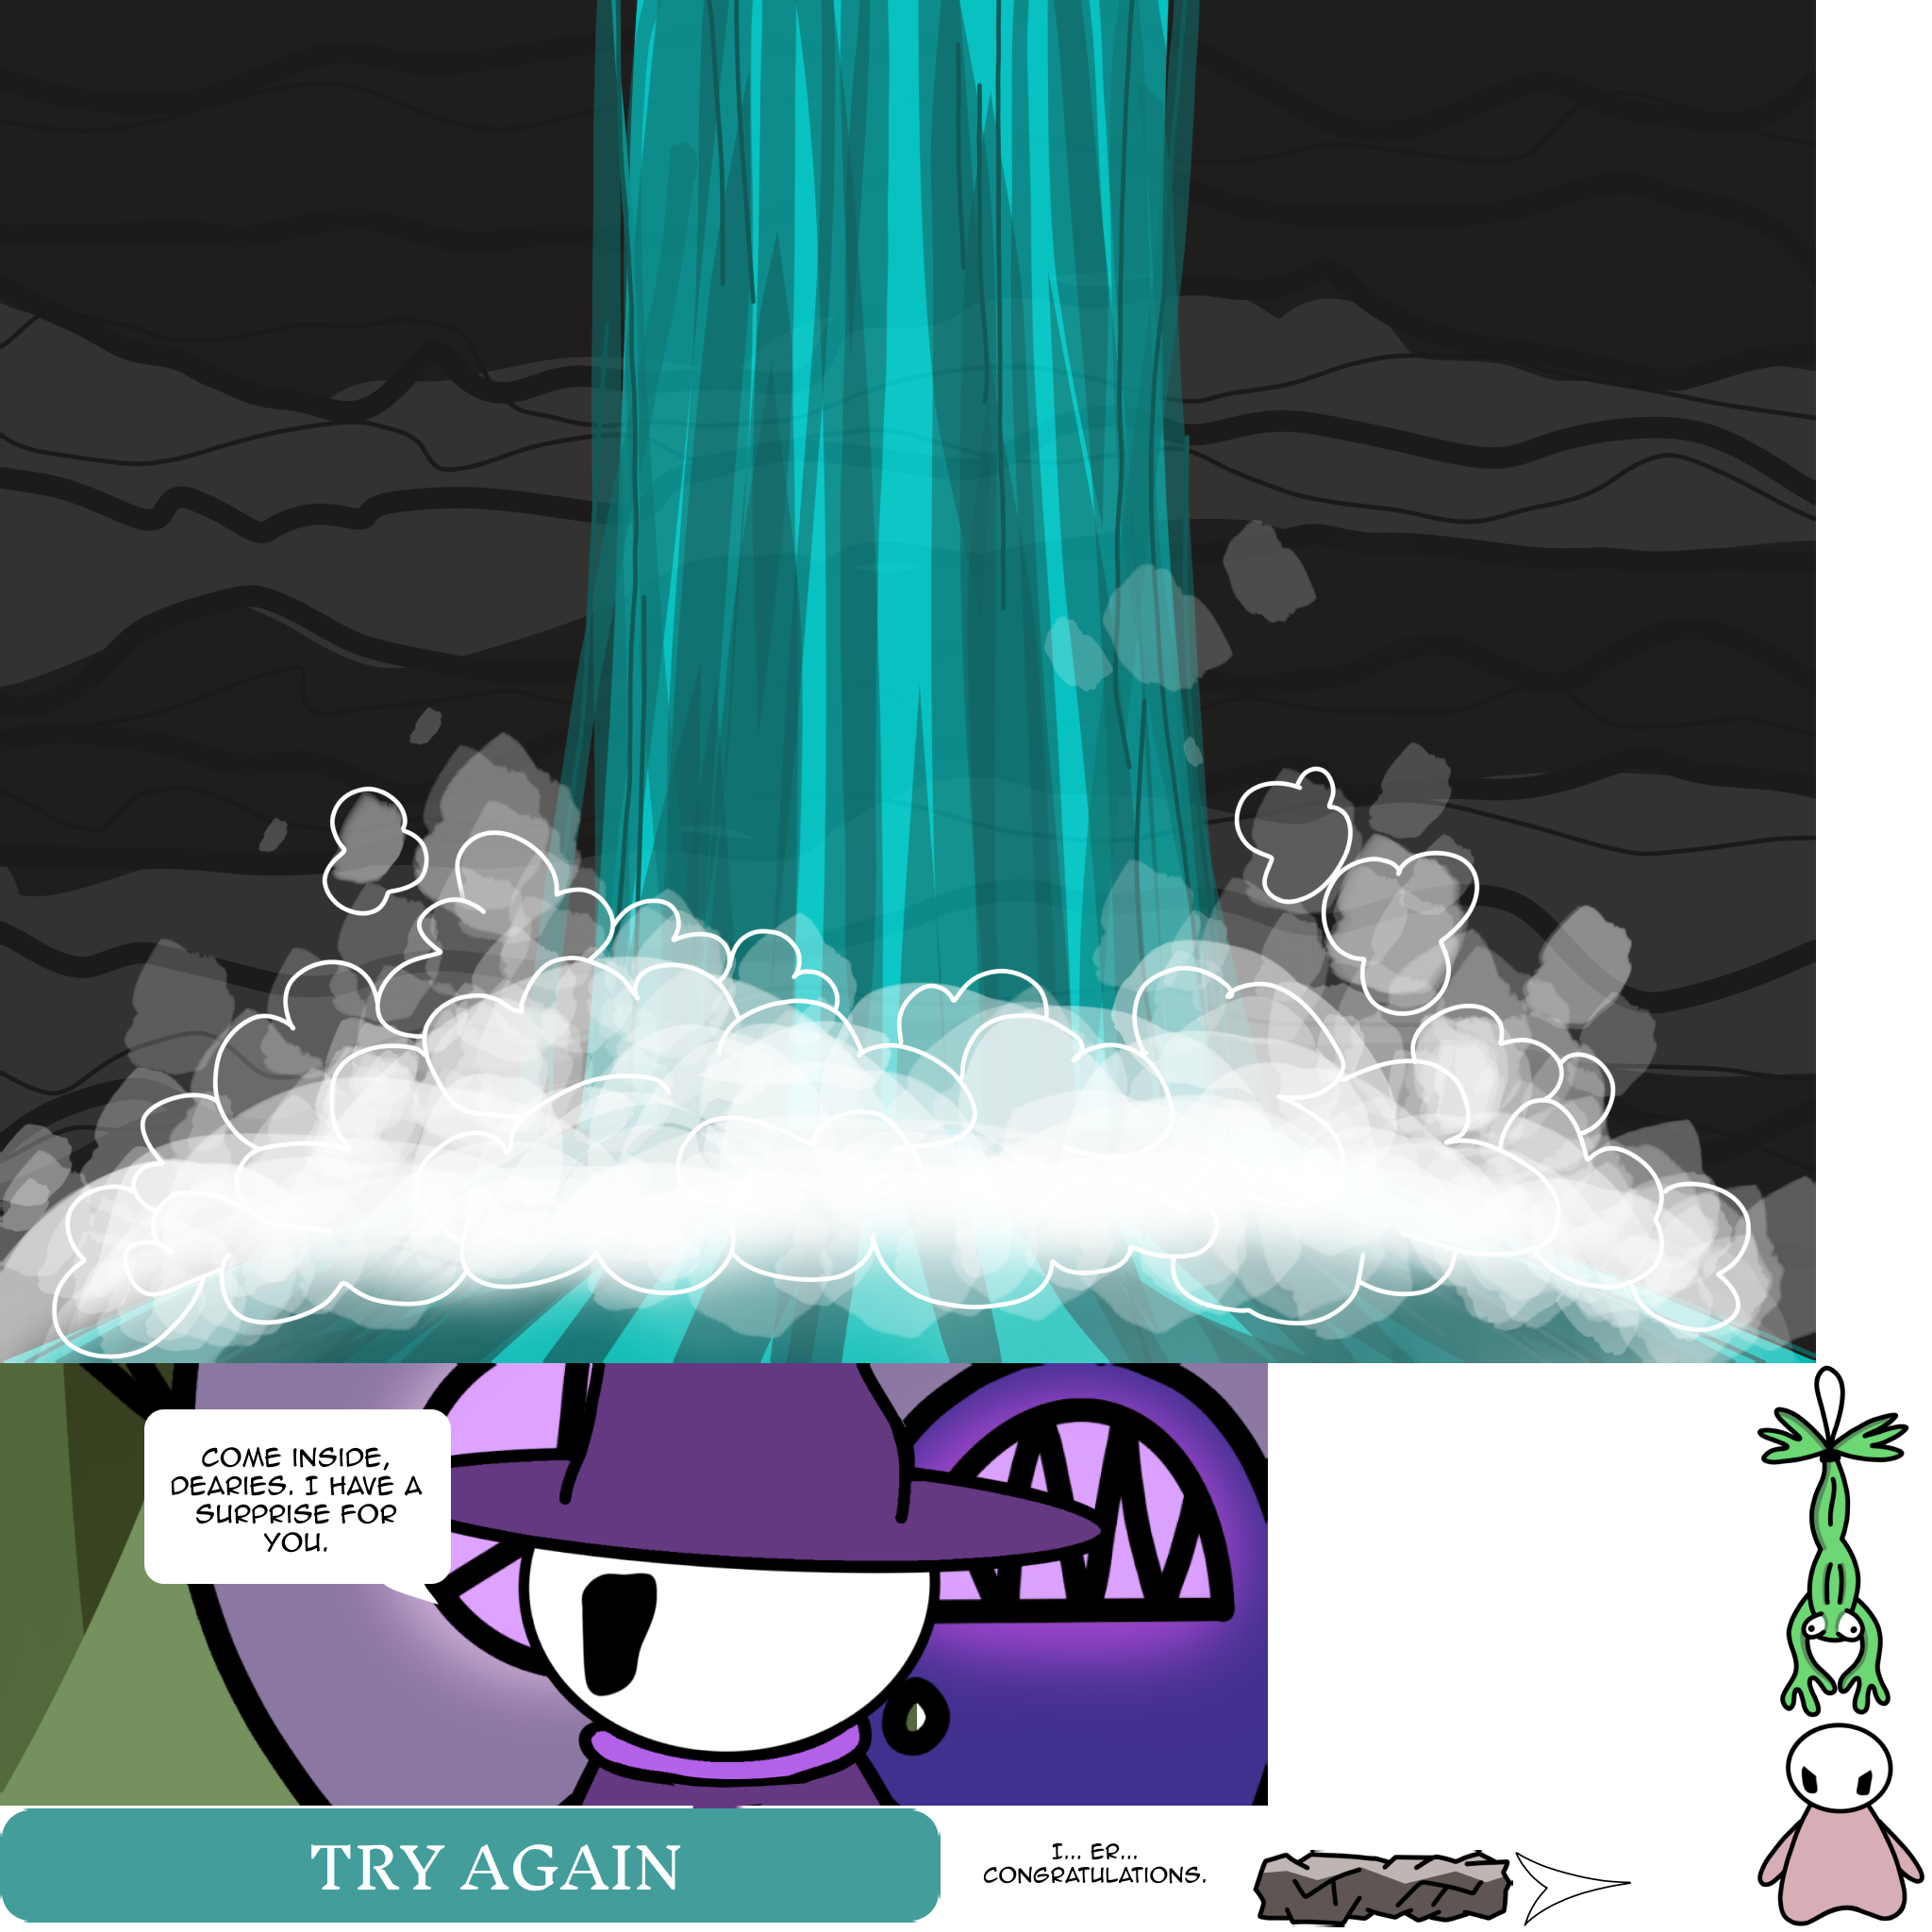 COME INSIDE,
DEARIES. I HAVE A
SURPRISE FOR
YOU.
TRY AGAIN
I... ER...
CONGRATULATIONS.